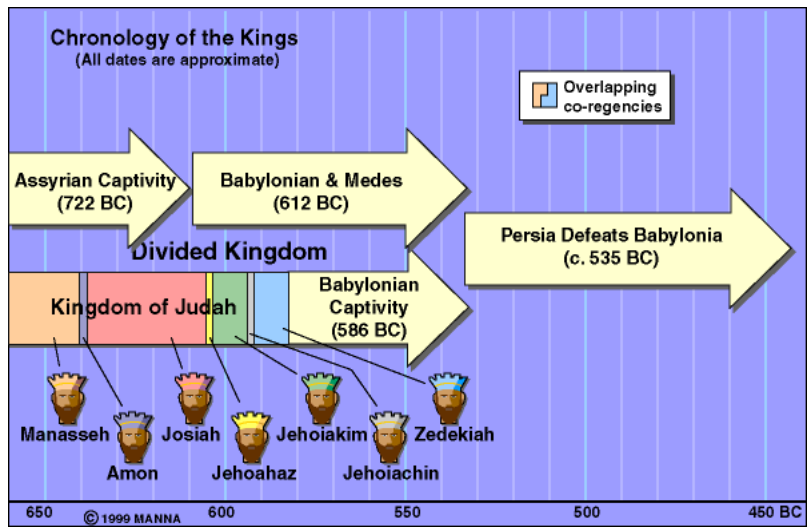 Chronology of the Kings
(All dates are approximate)
Overlapping
co-regencies
Assyrian Captivity
(722 BC)
Babylonian & Medes
(612 BC)
Persia Defeats Babylonia
(c. 535 BC)
Divided Kingdom
Kingdom of Judah
Babylonian
Captivity
(586 BC)
Manasseh
Amon
Josiah
Jehoahaz
Jehoiakim
Jehoiachin
Zedekiah
650 600 550 500 450 BC
© 1999 MANNA